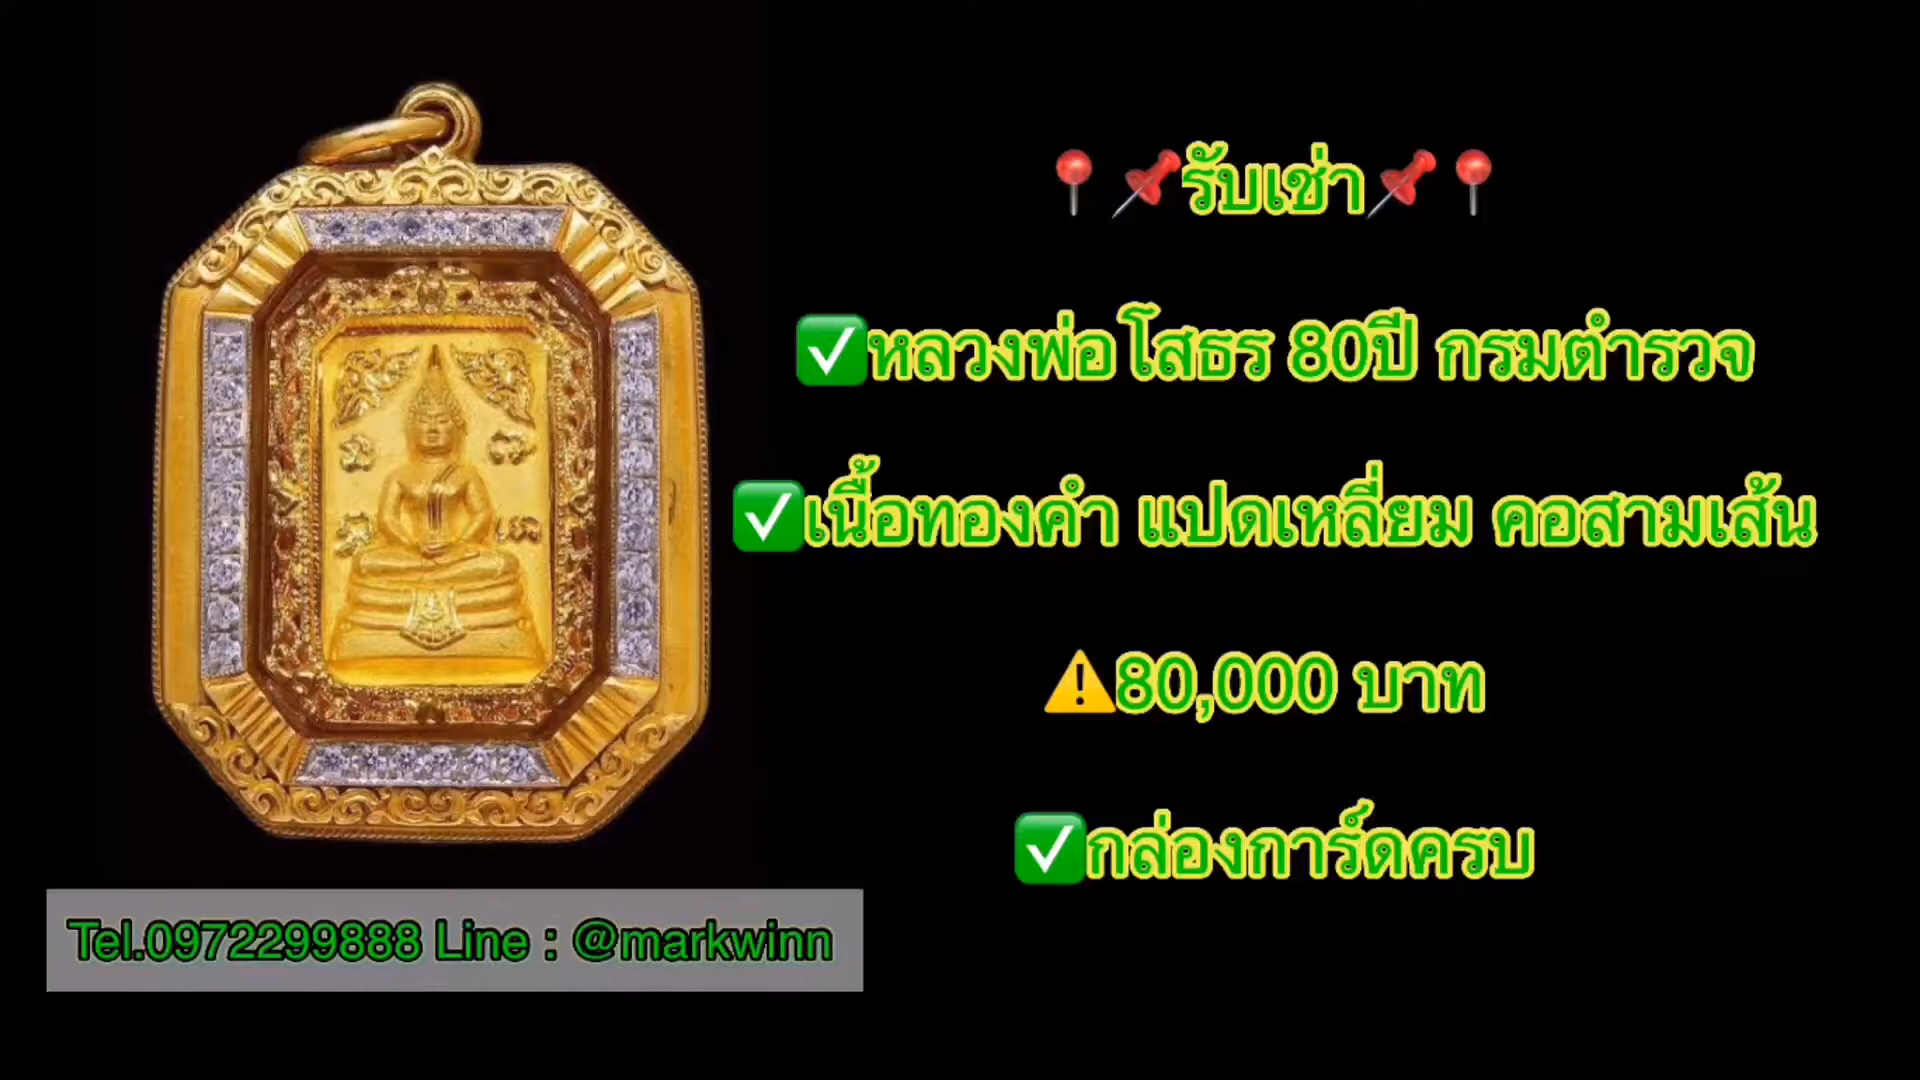 📍📌รับเช่า📌📍
✅หลวงพ่อโสธร 80ปี กรมตำรวจ
✅เนื้อทองคำ แปดเหลี่ยม คอสามเส้น
⚠️80,000 บาท
✅กล่องการ์ดครบ
Tel.0972299888 Line : @markwinn